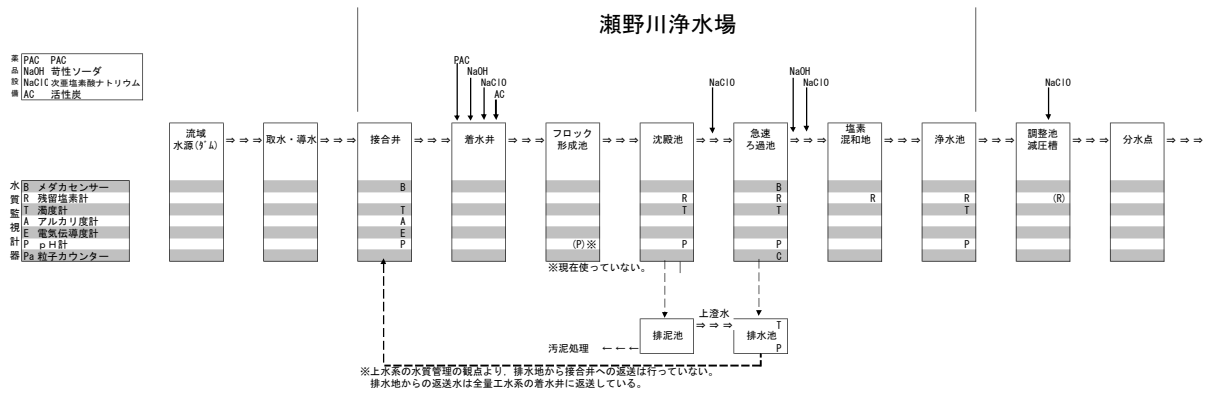 瀬野川浄水場
薬品設備
PAC PAC
NaOH 苛性ソーダ
NaClO 次亜塩素酸ナトリウム
AC 活性炭
PAC
NaOH
NaClO
AC
NaClO
NaOH
NaClO
NaClO
流域
水源(ﾀﾞﾑ)
⇒⇒⇒
取水・導水
⇒⇒⇒
接合井
⇒⇒⇒
着水井
⇒⇒⇒
フロック
形成池
⇒⇒⇒
沈殿池
⇒⇒⇒
急速
ろ過池
⇒⇒⇒
塩素
混和地
⇒⇒⇒
浄水池
⇒⇒⇒
調整池
減圧槽
⇒⇒⇒
分水点
⇒⇒⇒
水質監視計器
B メダカセンサー
B B
R 残留塩素計
R R R R (R)
T 濁度計
T T T T
A アルカリ度計
A
E 電気伝導度計
E
P pH計
P (P)※ P P P
Pa 粒子カウンター
C
※現在使っていない。
排泥池
上澄水
⇒⇒⇒
排水池
T
P
汚泥処理 ←←←
※上水系の水質管理の観点より、排水地から接合井への返送は行っていない。
排水地からの返送水は全量工水系の着水井に返送している。